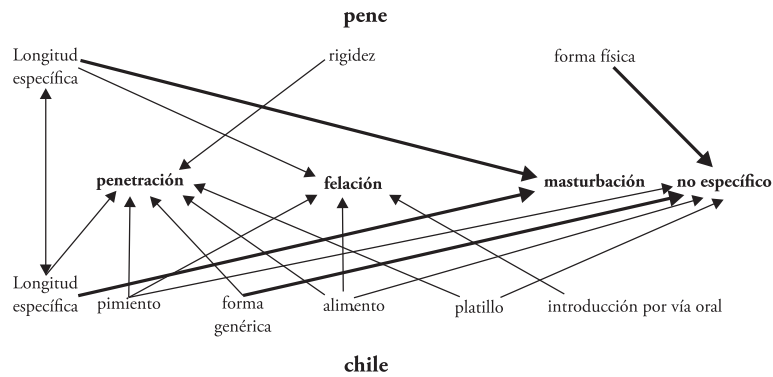 pene
Longitud
específica
rigidez
forma física
penetración
felación
masturbación
no específico
Longitud
específica
pimiento
forma
genérica
alimento
platillo
introducción por vía oral
chile